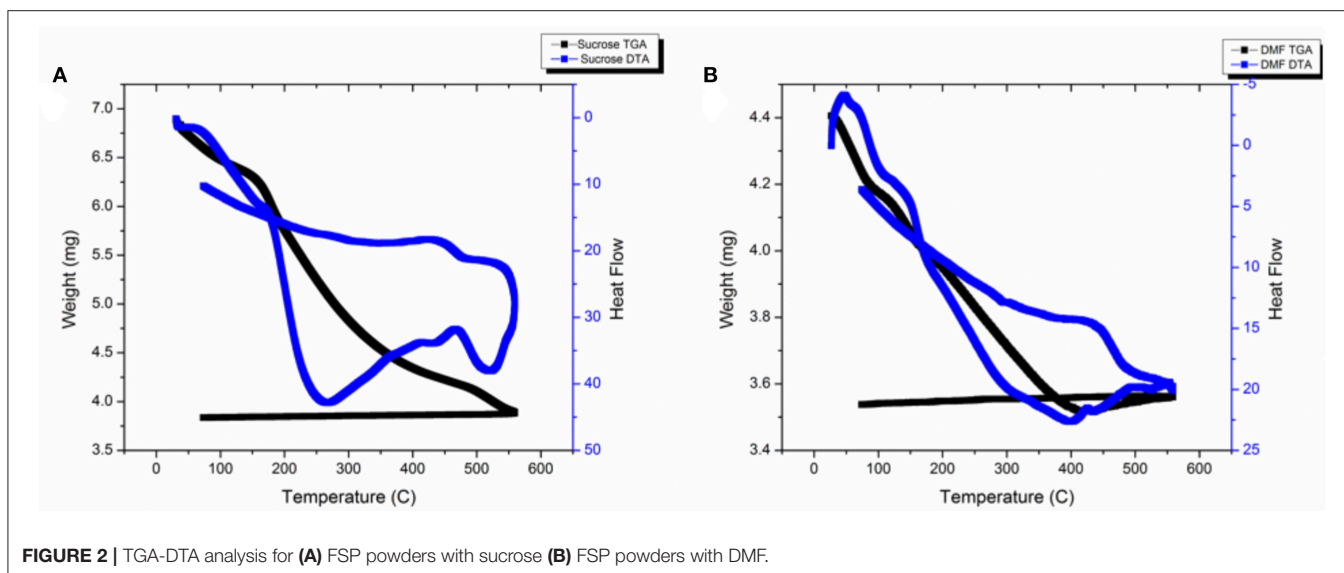 A
Sucrose TGA
Sucrose DTA
7.0
6.5
6.0
5.5
5.0
4.5
4.0
3.5
Weight (mg)
0
10
20
30
40
50
Heat Flow
0 100 200 300 400 500 600
Temperature (C)
B
DMF TGA
DMF DTA
4.4
4.2
4.0
3.8
3.6
3.4
Weight (mg)
-5
0
5
10
15
20
25
Heat Flow
0 100 200 300 400 500 600
Temperature (C)
FIGURE 2 | TGA-DTA analysis for (A) FSP powders with sucrose (B) FSP powders with DMF.